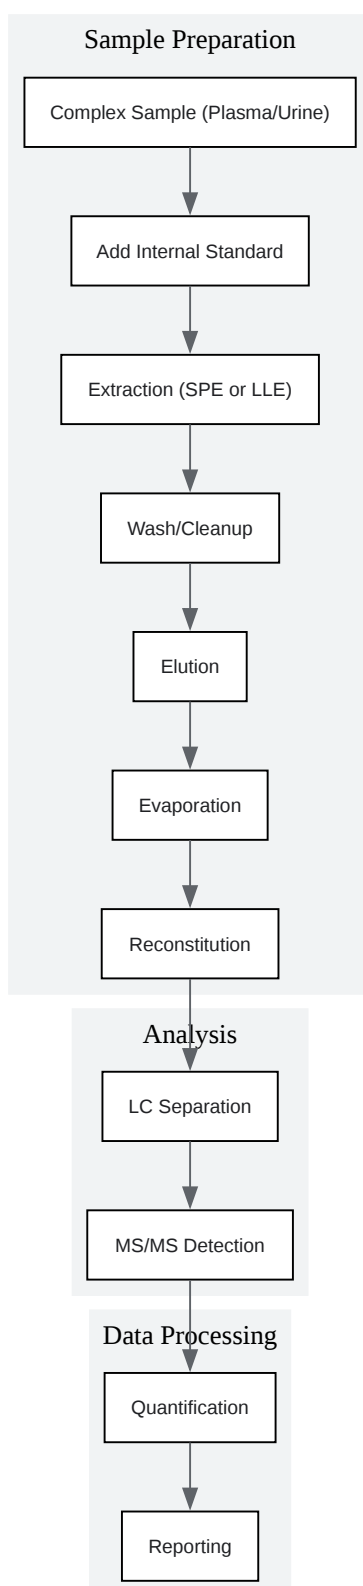 Sample Preparation
Complex Sample (Plasma/Urine)
Add Internal Standard
Extraction (SPE or LLE)
Wash/Cleanup
Elution
Evaporation
Reconstitution
Analysis
LC Separation
MS/MS Detection
Data Processing
Quantification
Reporting